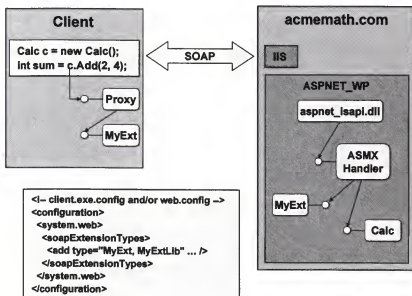 Client
Calc c = new Calc();
int sum = c.Add(2, 4);
Proxy
MyExt
SOAP
acmemath.com
IIS
ASPNET_WP
aspnet_isapi.dll
ASMX
Handler
MyExt
Calc
<!-- client.exe.config and/or web.config -->
<configuration>
<system.web>
<soapExtensionTypes>
<add type="MyExt, MyExtLib" ... />
</soapExtensionTypes>
</system.web>
</configuration>